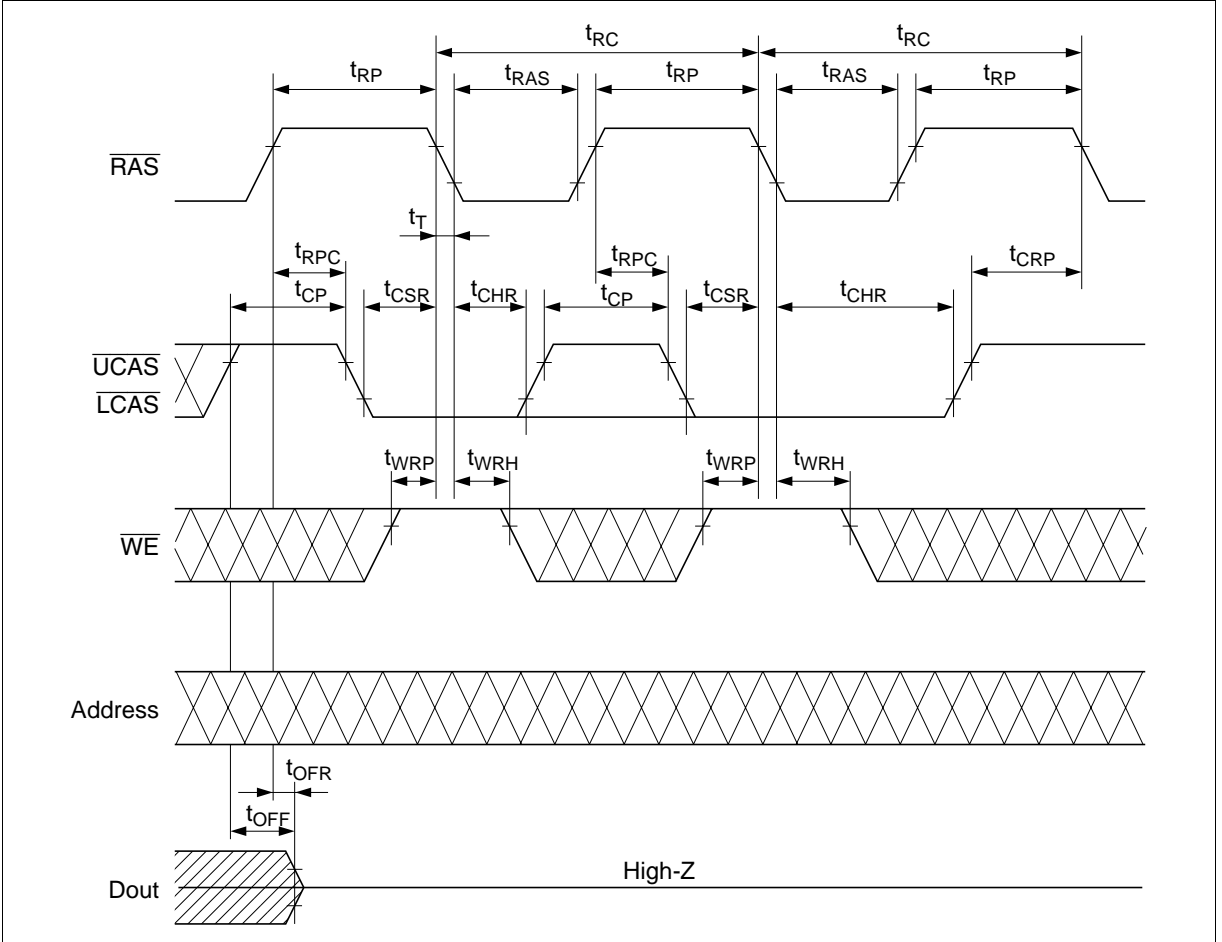 tRC tRC
tRP tRAS tRP tRAS tRP
RAS
tT
tRPC tRPC tCRP
tCP tCSR tCHR tCP tCSR tCHR
UCAS
LCAS
tWRP tWRH tWRP tWRH
WE
Address
tOFR
tOFF
High-Z
Dout